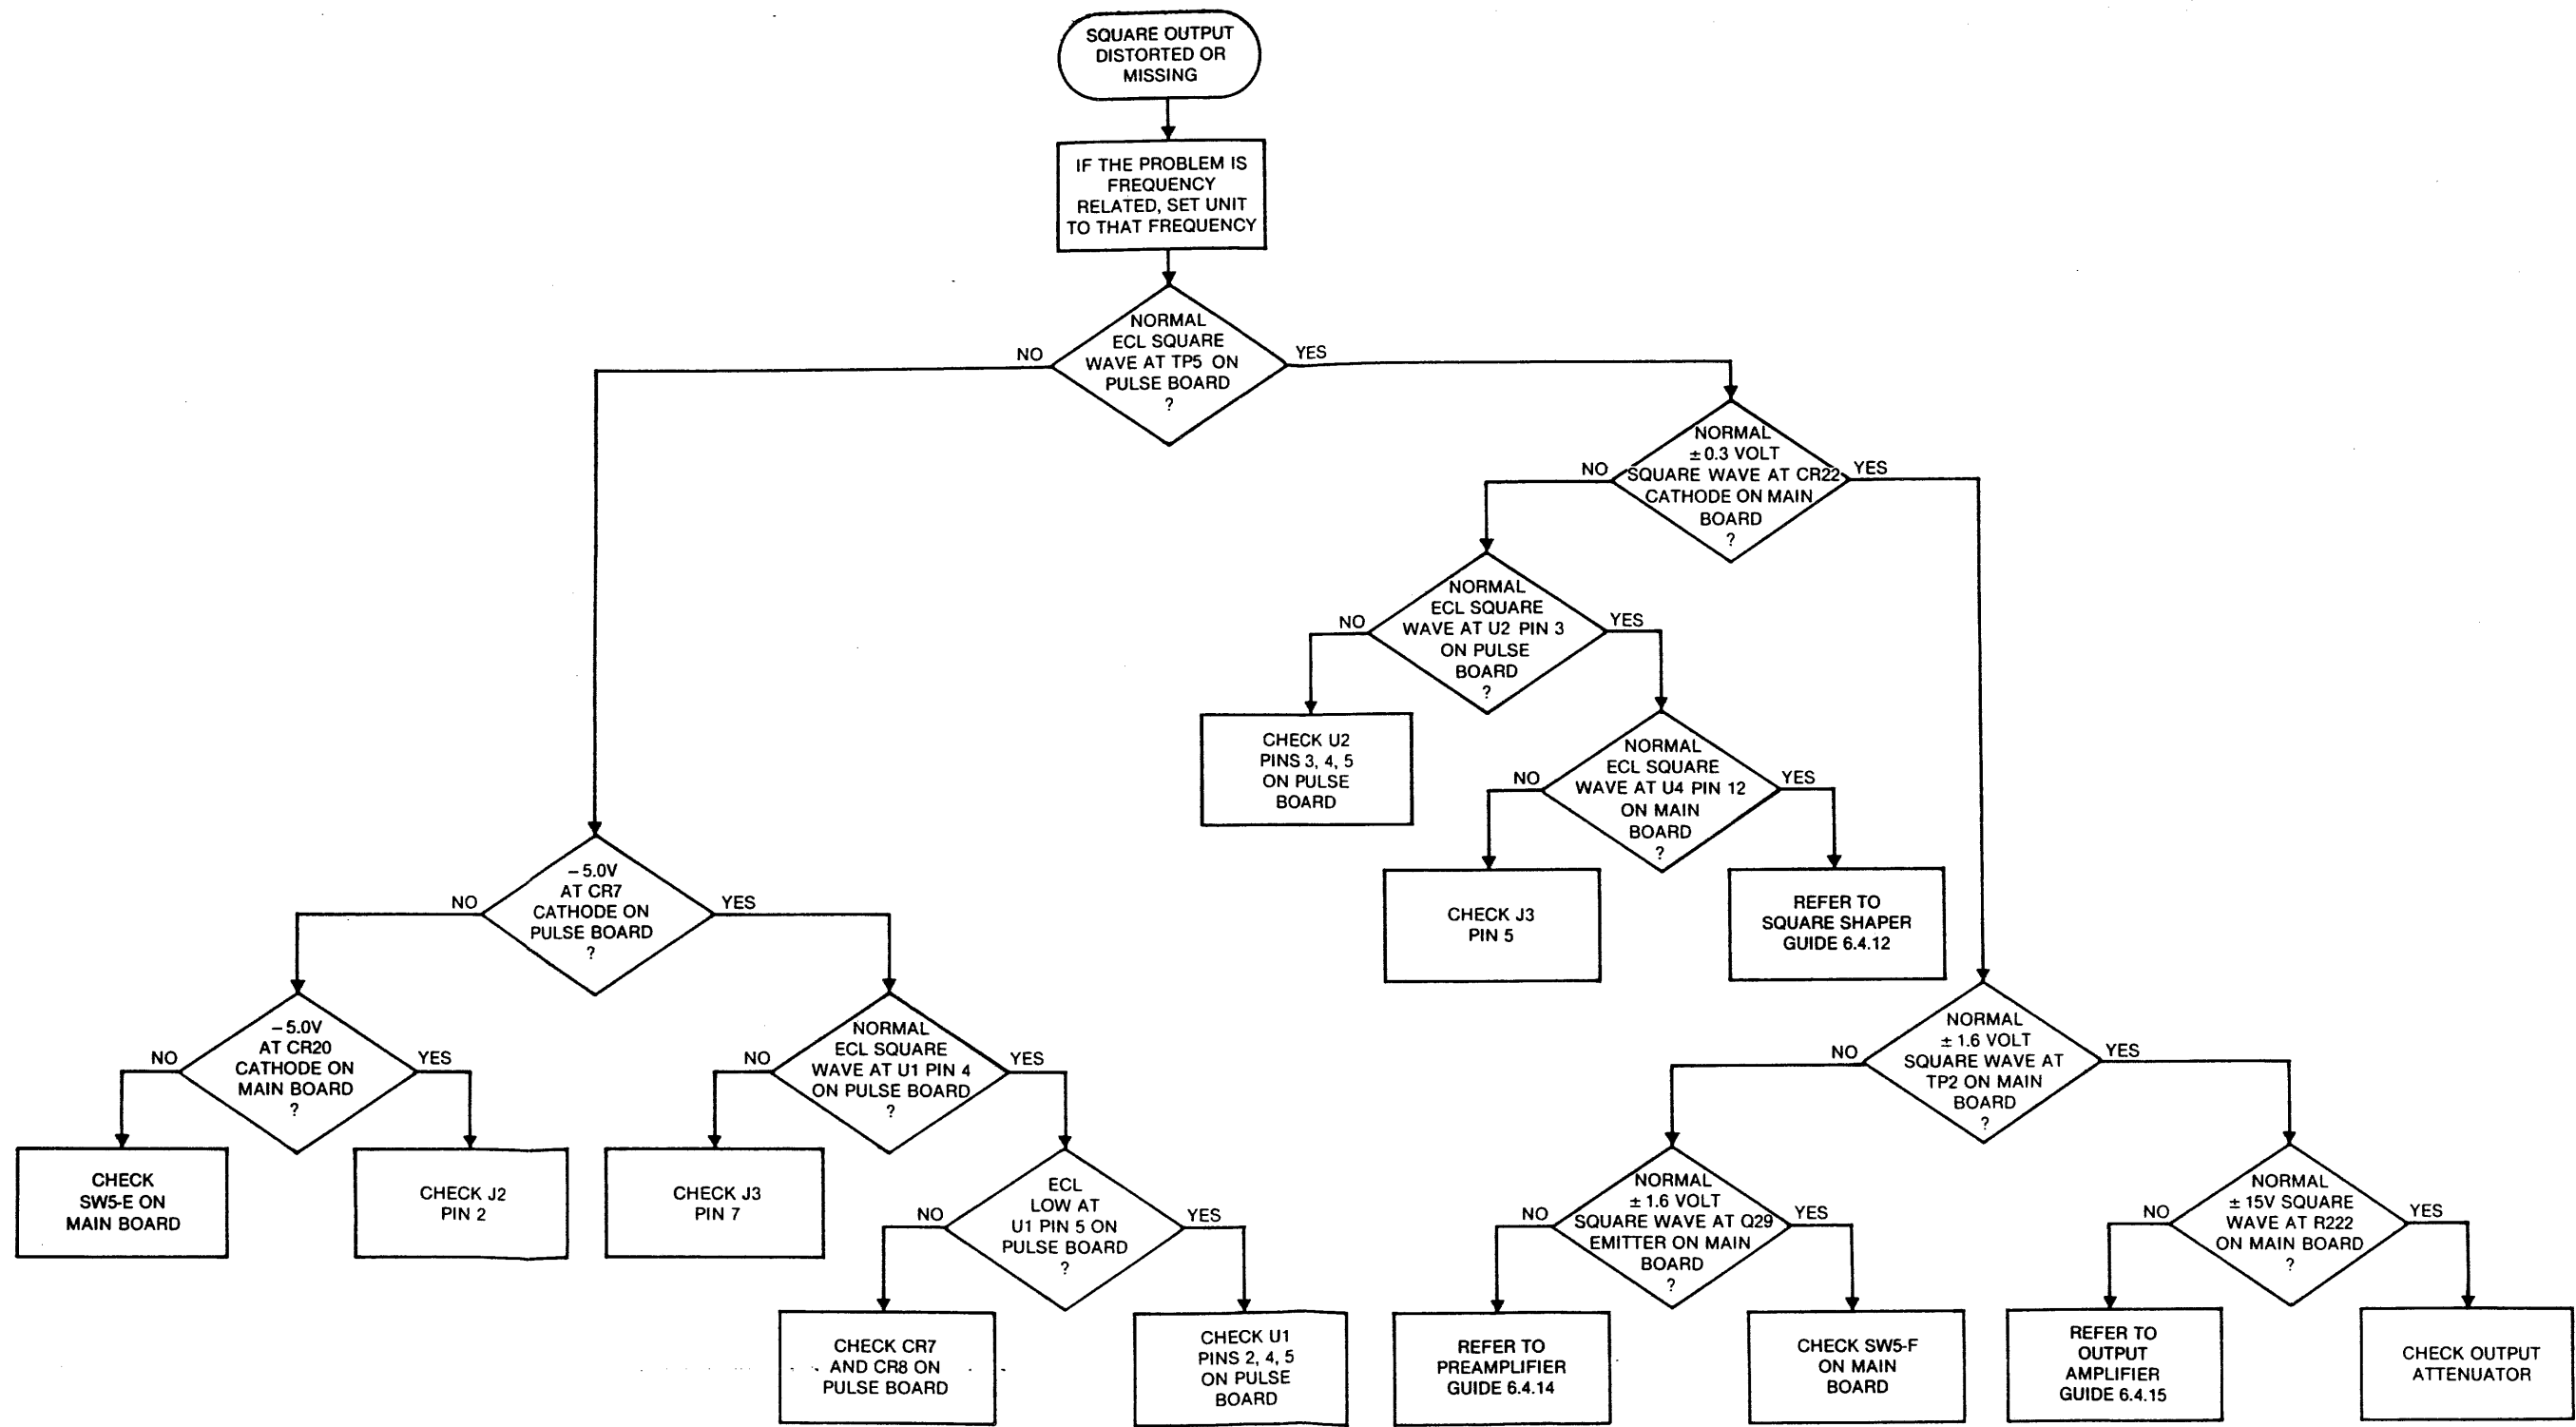 SQUARE OUTPUT
DISTORTED OR
MISSING
IF THE PROBLEM IS
FREQUENCY
RELATED, SET UNIT
TO THAT FREQUENCY
NORMAL
ECL SQUARE
WAVE AT TP5 ON
PULSE BOARD
?
NO
YES
NORMAL
±0.3 VOLT
SQUARE WAVE AT CR22
CATHODE ON MAIN
BOARD
?
NO
YES
NORMAL
ECL SQUARE
WAVE AT U2 PIN 3
ON PULSE
BOARD
?
NO
YES
CHECK U2
PINS 3, 4, 5
ON PULSE
BOARD
NORMAL
ECL SQUARE
WAVE AT U4 PIN 12
ON MAIN
BOARD
?
NO
YES
CHECK J3
PIN 5
REFER TO
SQUARE SHAPER
GUIDE 6.4.12
– 5.0V
AT CR7
CATHODE ON
PULSE BOARD
?
NO
YES
– 5.0V
AT CR20
CATHODE ON
MAIN BOARD
?
NO
YES
NORMAL
ECL SQUARE
WAVE AT U1 PIN 4
ON PULSE BOARD
?
NO
YES
NORMAL
± 1.6 VOLT
SQUARE WAVE AT
TP2 ON MAIN
BOARD
?
NO
YES
CHECK
SW5-E ON
MAIN BOARD
CHECK J2
PIN 2
CHECK J3
PIN 7
ECL
LOW AT
U1 PIN 5 ON
PULSE BOARD
?
NO
YES
NORMAL
± 1.6 VOLT
SQUARE WAVE AT Q29
EMITTER ON MAIN
BOARD
?
NO
YES
NORMAL
± 15V SQUARE
WAVE AT R222
ON MAIN BOARD
?
NO
YES
CHECK CR7
AND CR8 ON
PULSE BOARD
CHECK U1
PINS 2, 4, 5
ON PULSE
BOARD
REFER TO
PREAMPLIFIER
GUIDE 6.4.14
CHECK SW5-F
ON MAIN
BOARD
REFER TO
OUTPUT
AMPLIFIER
GUIDE 6.4.15
CHECK OUTPUT
ATTENUATOR